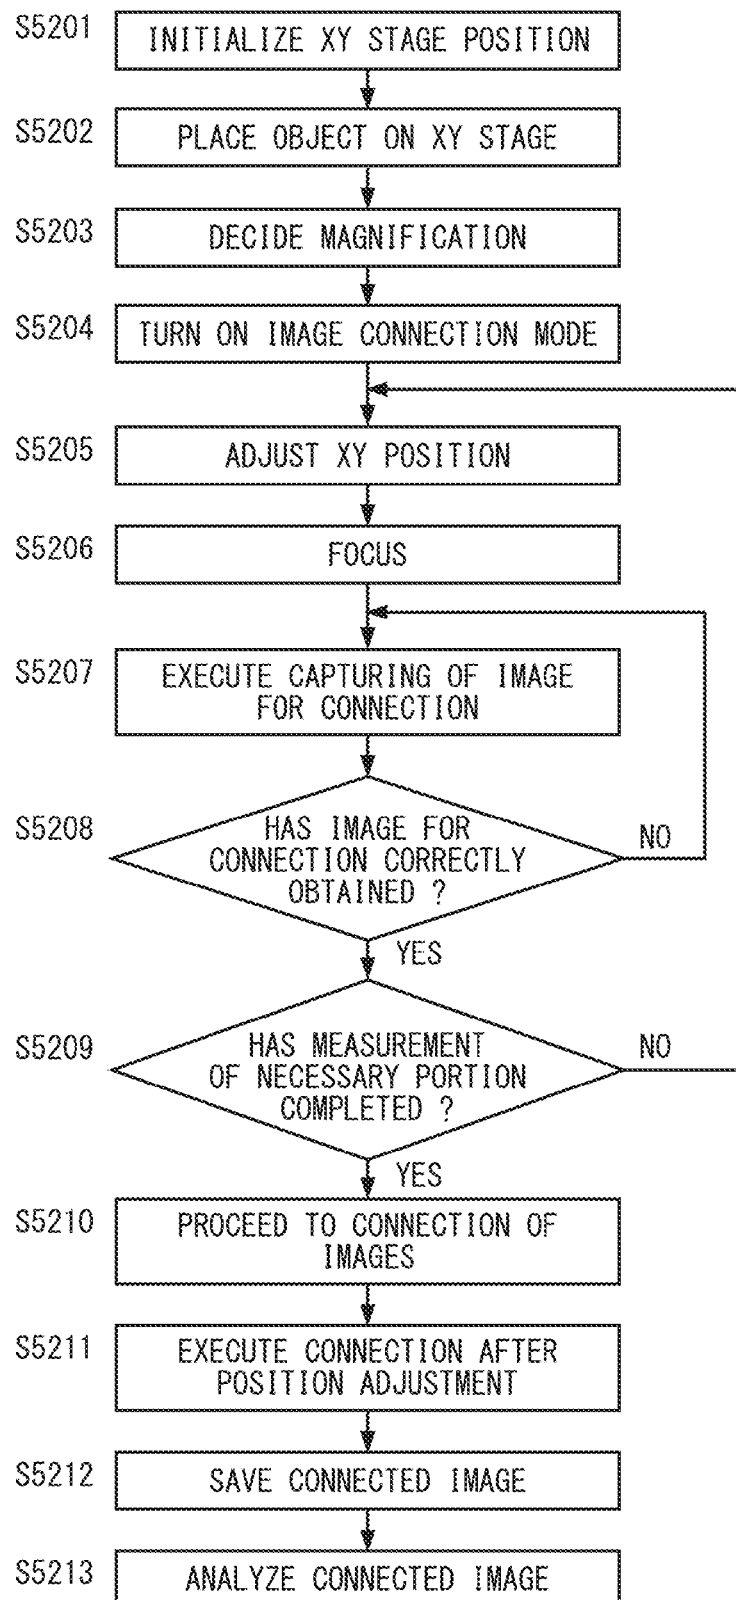 S5201 INITIALIZE XY STAGE POSITION
S5202 PLACE OBJECT ON XY STAGE
S5203 DECIDE MAGNIFICATION
S5204 TURN ON IMAGE CONNECTION MODE
S5205 ADJUST XY POSITION
S5206 FOCUS
S5207 EXECUTE CAPTURING OF IMAGE
FOR CONNECTION
S5208 HAS IMAGE FOR
CONNECTION CORRECTLY
OBTAINED ?
NO
YES
S5209 HAS MEASUREMENT
OF NECESSARY PORTION
COMPLETED ?
NO
YES
S5210 PROCEED TO CONNECTION OF
IMAGES
S5211 EXECUTE CONNECTION AFTER
POSITION ADJUSTMENT
S5212 SAVE CONNECTED IMAGE
S5213 ANALYZE CONNECTED IMAGE